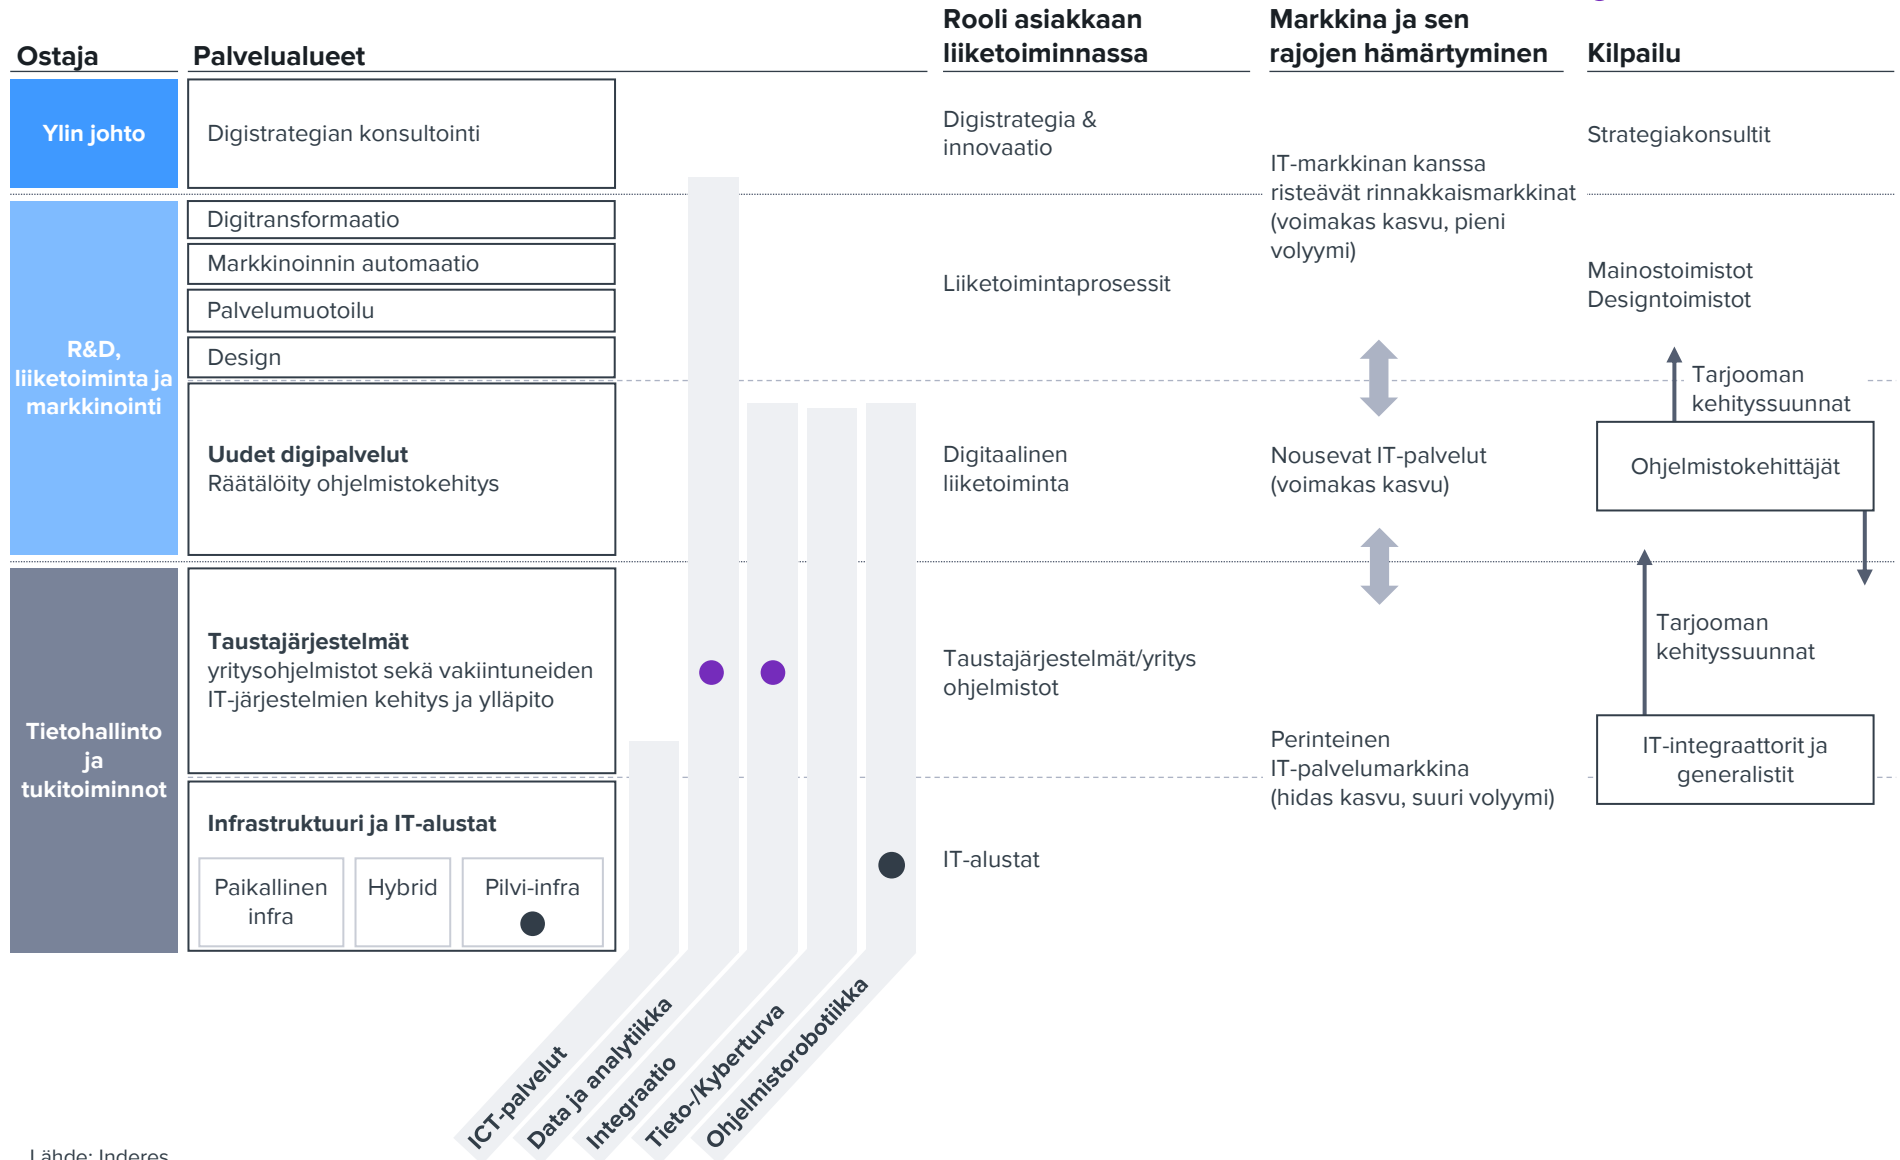 Ostaja
Palvelualueet
Rooli asiakkaan
liiketoiminnassa
Markkina ja sen
rajojen hämärtyminen
Kilpailu
Ylin johto
Digistrategian konsultointi
Digistrategia &
innovaatio
IT-markkinan kanssa
risteävät rinnakkaismarkkinat
(voimakas kasvu, pieni
volyymi)
Strategiakonsultit
R&D,
liiketoiminta ja
markkinointi
Digitransformaatio
Markkinoinnin automaatio
Palvelumuotoilu
Design
Liiketoimintaprosessit
Mainostoimistot
Designtoimistot
Tarjooman
kehityssuunnat
Uudet digipalvelut
Räätälöity ohjelmistokehitys
Digitaalinen
liiketoiminta
Nousevat IT-palvelut
(voimakas kasvu)
Ohjelmistokehittäjät
Tietohallinto
ja
tukitoiminnot
Taustajärjestelmät
yritysohjelmistot sekä vakiintuneiden
IT-järjestelmien kehitys ja ylläpito
Taustajärjestelmät/yritys
ohjelmistot
Tarjooman
kehityssuunnat
Perinteinen
IT-palvelumarkkina
(hidas kasvu, suuri volyymi)
IT-integraattorit ja
generalistit
Infrastruktuuri ja IT-alustat
Paikallinen
infra
Hybrid
Pilvi-infra
IT-alustat
ICT-palvelut
Data ja analytiikka
Integraatio
Tieto-/Kyberturva
Ohjelmistorobotiikka
Lähde: Inderes